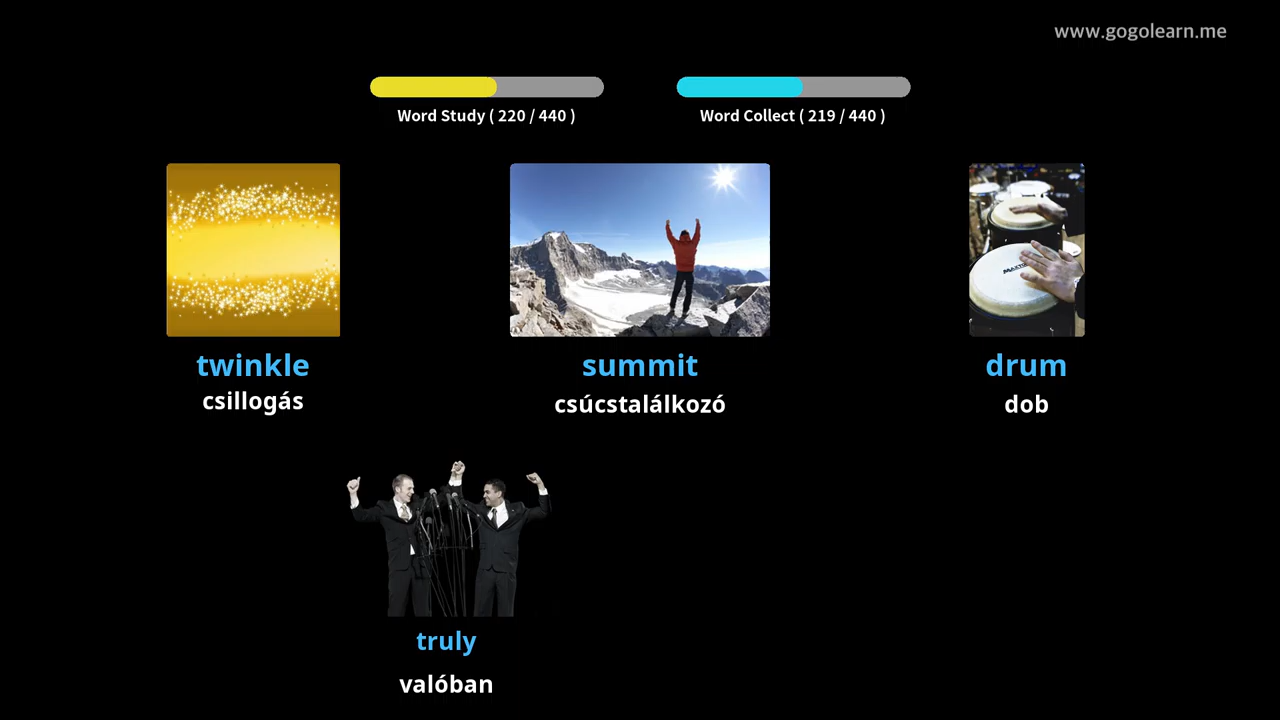 www.gogolearn.me
Word Study ( 220 / 440 )
Word Collect ( 219 / 440 )
twinkle
csillogás
summit
csúcstalálkozó
drum
dob
truly
valóban